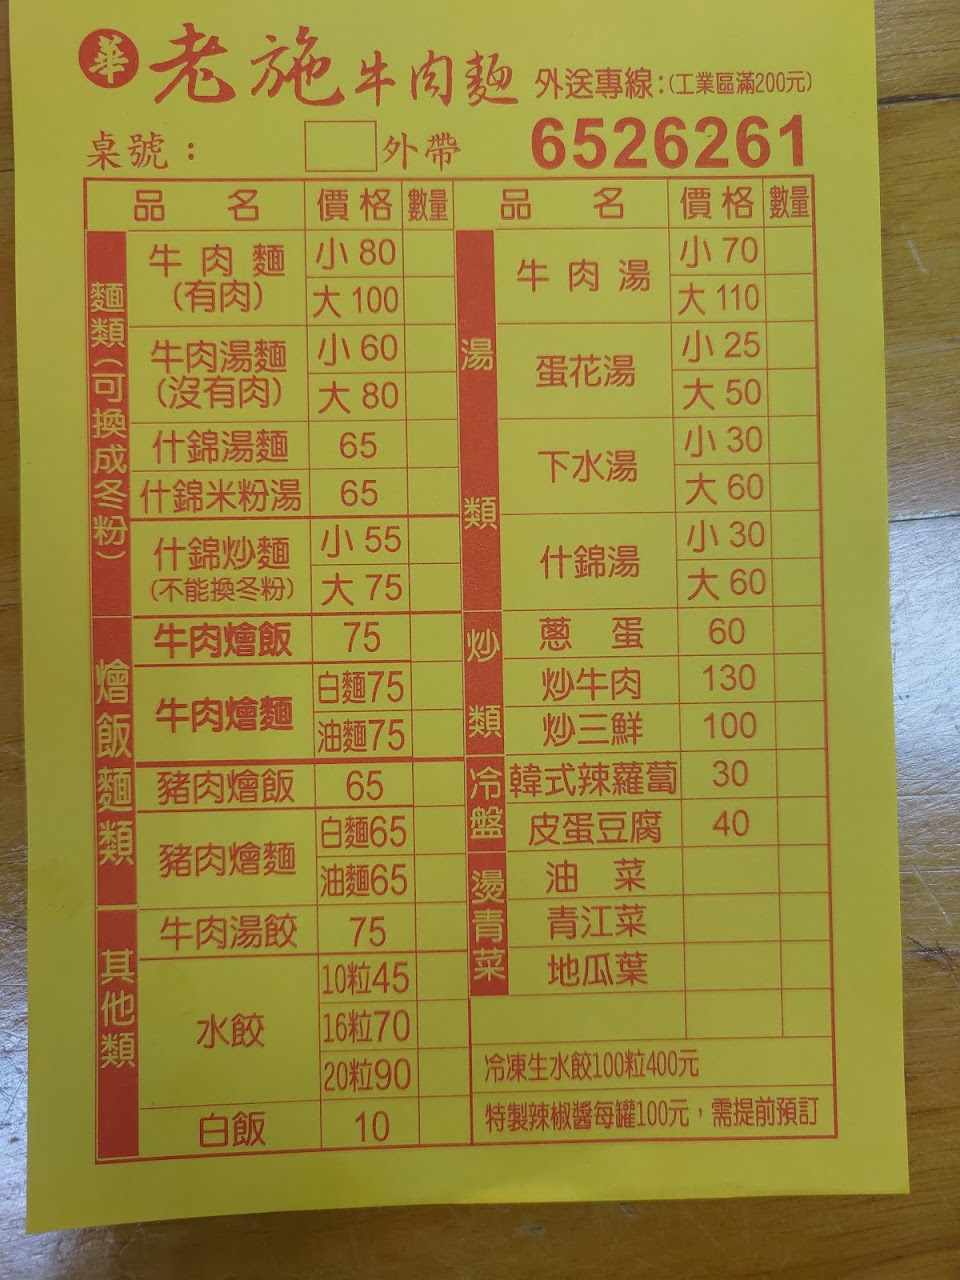 華 老施牛肉麵 外送專線:(工業區滿200元)
桌號: 外帶 6526261
品名 價格 數量
麵類(可換成冬粉)
牛肉麵(有肉) 小80
大100
牛肉湯麵(沒有肉) 小60
大80
什錦湯麵 65
什錦米粉湯 65
什錦炒麵(不能換冬粉) 小55
大75
燴飯麵類
牛肉燴飯 75
牛肉燴麵 白麵75
油麵75
豬肉燴飯 65
豬肉燴麵 白麵65
油麵65
其他類
牛肉湯餃 75
水餃 10粒45
16粒70
20粒90
白飯 10
品名 價格 數量
湯類
牛肉湯 小70
大110
蛋花湯 小25
大50
下水湯 小30
大60
什錦湯 小30
大60
炒類
蔥蛋 60
炒牛肉 130
炒三鮮 100
冷盤
韓式辣蘿蔔 30
皮蛋豆腐 40
燙青菜
油菜
青江菜
地瓜葉
冷凍生水餃100粒400元
特製辣椒醬每罐100元，需提前預訂